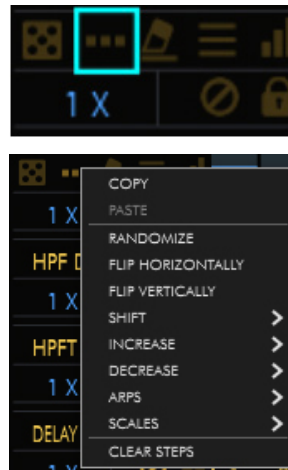 1 X
COPY
1 X
PASTE
RANDOMIZE
HPF
FLIP HORIZONTALLY
1 X
FLIP VERTICALLY
SHIFT
HPFT
INCREASE
DECREASE
1 X
ARPS
DELAY
SCALES
CLEAR STEPS